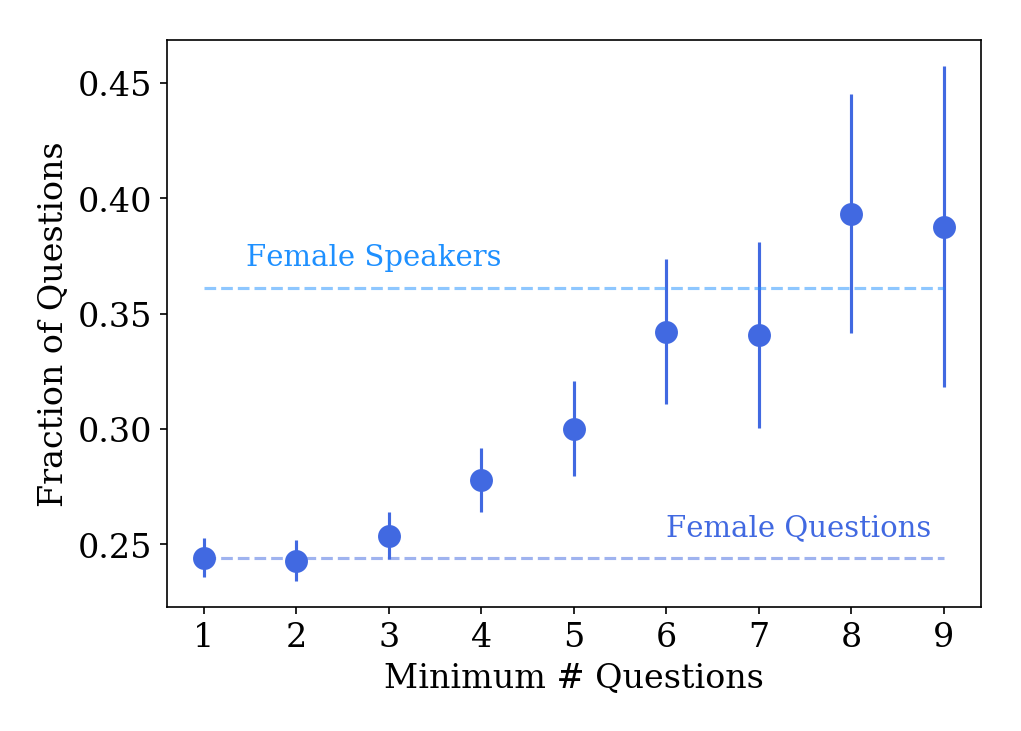 0.45
0.40
0.35
0.30
0.25
Fraction of Questions
Female Speakers
Female Questions
1 2 3 4 5 6 7 8 9
Minimum # Questions